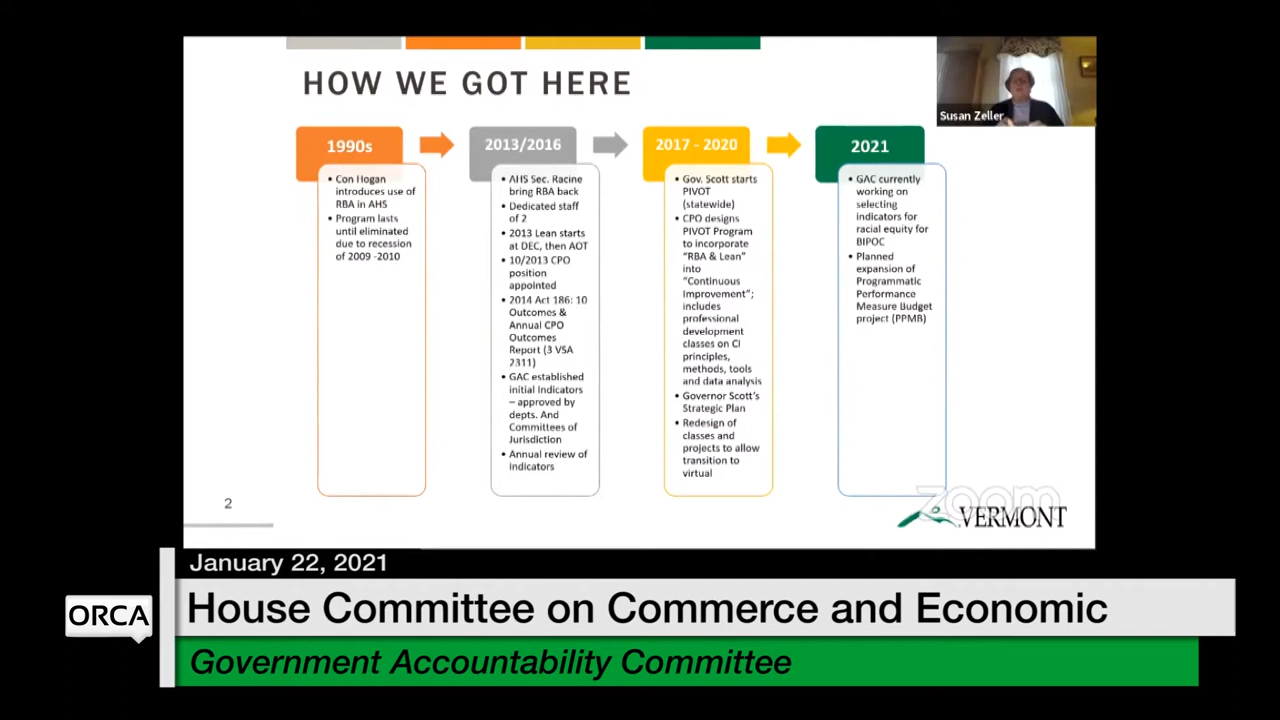 HOW WE GOT HERE
Susan Zeller
1990s
Con Hogan
introduces use of
RBA in AHS
Program lasts
until eliminated
due to recession
of 2009 -2010
2013/2016
AHS Sec. Racine
bring RBA back
Dedicated staff
of 2
2013 Lean starts
at DEC, then AOT
10/2013 CPO
position
appointed
2014 Act 186: 10
Outcomes &
Annual CPO
Outcomes
Report (3 VSA
2311)
GAC established
initial Indicators
– approved by
depts. And
Committees of
Jurisdiction
Annual review of
indicators
2017 - 2020
Gov. Scott starts
PIVOT
(statewide)
CPO designs
PIVOT Program
to incorporate
“RBA & Lean”
into
“Continuous
Improvement”;
includes
professional
development
classes on CI
principles,
methods, tools
and data analysis
Governor Scott’s
Strategic Plan
Redesign of
classes and
projects to allow
transition to
virtual
2021
GAC currently
working on
selecting
indicators for
racial equity for
BIPOC
Planned
expansion of
Programmatic
Performance
Measure Budget
project (PPMB)
2
zoom
VERMONT
January 22, 2021
ORCA
House Committee on Commerce and Economic
Government Accountability Committee